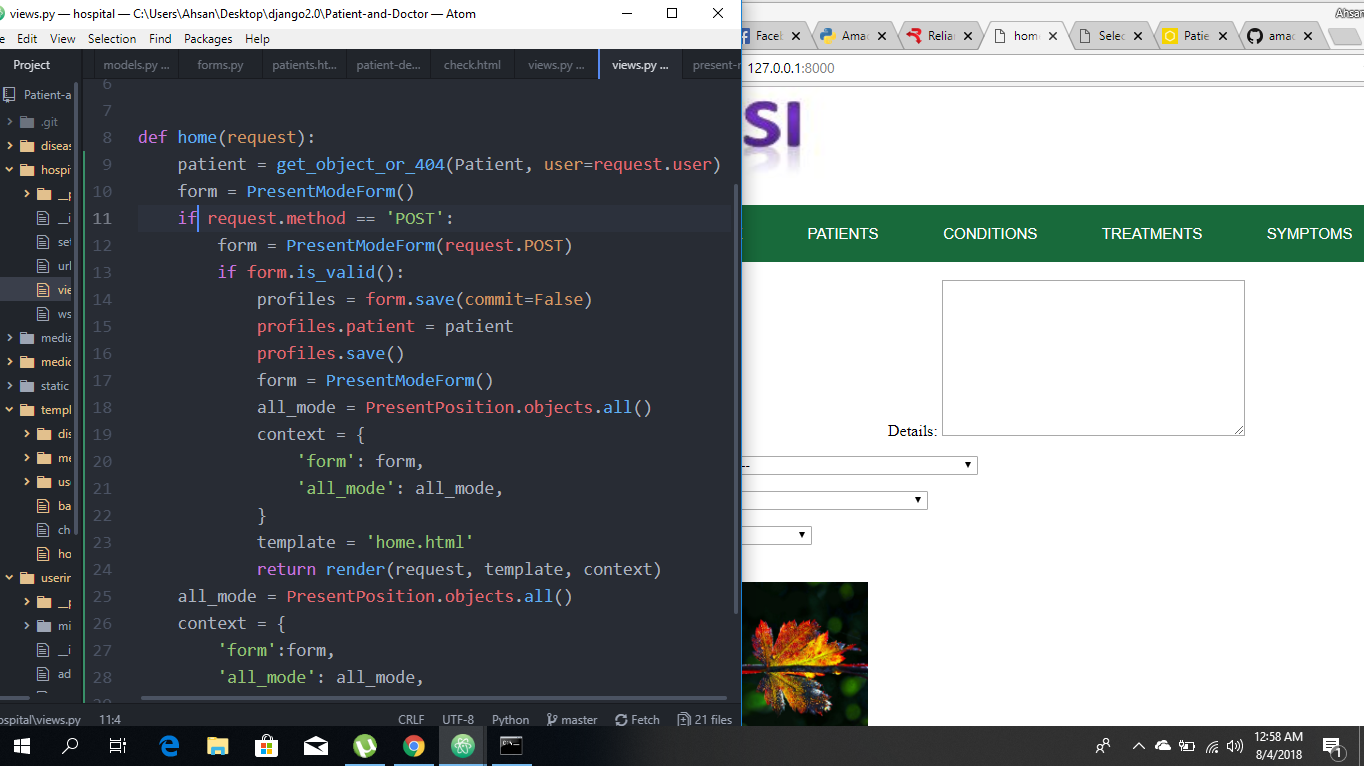 views.py — hospital — C:\Users\Ahsan\Desktop\django2.0\Patient-and-Doctor — Atom
e Edit View Selection Find Packages Help
Project
models.py ... forms.py patients.ht... patient-de... check.html views.py ... views.py ... present-r
Patient-a
.git
diseas
hospit
__p
__i
set
url
vie
ws
media
medic
static
templ
dis
me
use
ba
ch
ho
userin
__p
mi
__i
ad
6
7
8 def home(request):
9 patient = get_object_or_404(Patient, user=request.user)
10 form = PresentModeForm()
11 if request.method == 'POST':
12 form = PresentModeForm(request.POST)
13 if form.is_valid():
14 profiles = form.save(commit=False)
15 profiles.patient = patient
16 profiles.save()
17 form = PresentModeForm()
18 all_mode = PresentPosition.objects.all()
19 context = {
20 'form': form,
21 'all_mode': all_mode,
22 }
23 template = 'home.html'
24 return render(request, template, context)
25 all_mode = PresentPosition.objects.all()
26 context = {
27 'form':form,
28 'all_mode': all_mode,
ospital\views.py 11:4 CRLF UTF-8 Python master Fetch 21 files
Ahsan
Faceb Amac Relia hom Selec Patie amac
127.0.0.1:8000
SI
PATIENTS CONDITIONS TREATMENTS SYMPTOMS
Details:
--
12:58 AM
8/4/2018
1